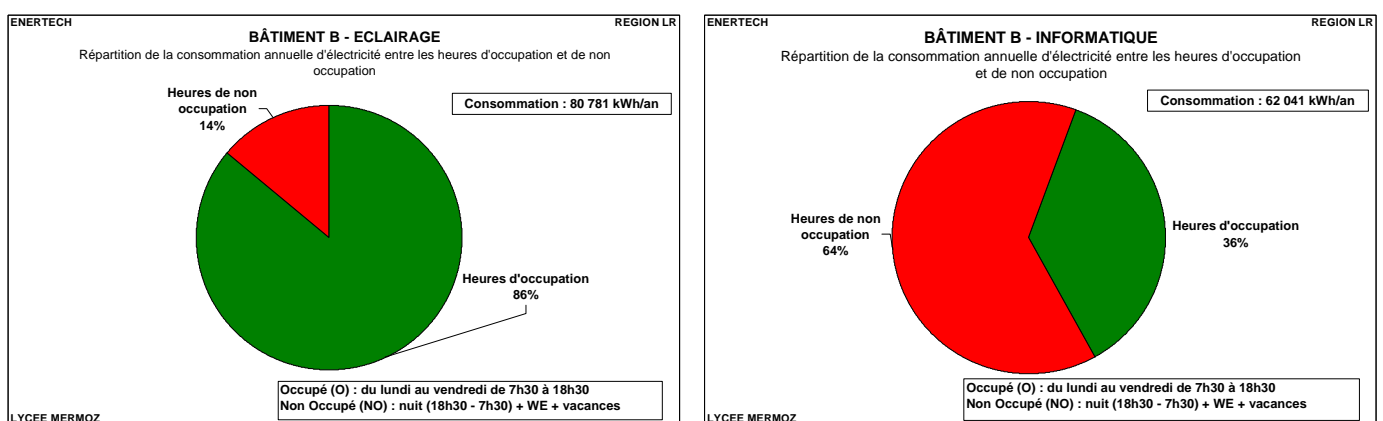 ENERTECH
REGION LR
BÂTIMENT B - ECLAIRAGE
Répartition de la consommation annuelle d'électricité entre les heures d'occupation et de non
occupation
Heures de non
occupation
14%
Consommation : 80 781 kWh/an
Heures d'occupation
86%
Occupé (O) : du lundi au vendredi de 7h30 à 18h30
Non Occupé (NO) : nuit (18h30 - 7h30) + WE + vacances
LYCEE MERMOZ
ENERTECH
REGION LR
BÂTIMENT B - INFORMATIQUE
Répartition de la consommation annuelle d'électricité entre les heures d'occupation
et de non occupation
Consommation : 62 041 kWh/an
Heures de non
occupation
64%
Heures d'occupation
36%
Occupé (O) : du lundi au vendredi de 7h30 à 18h30
Non Occupé (NO) : nuit (18h30 - 7h30) + WE + vacances
LYCEE MERMOZ